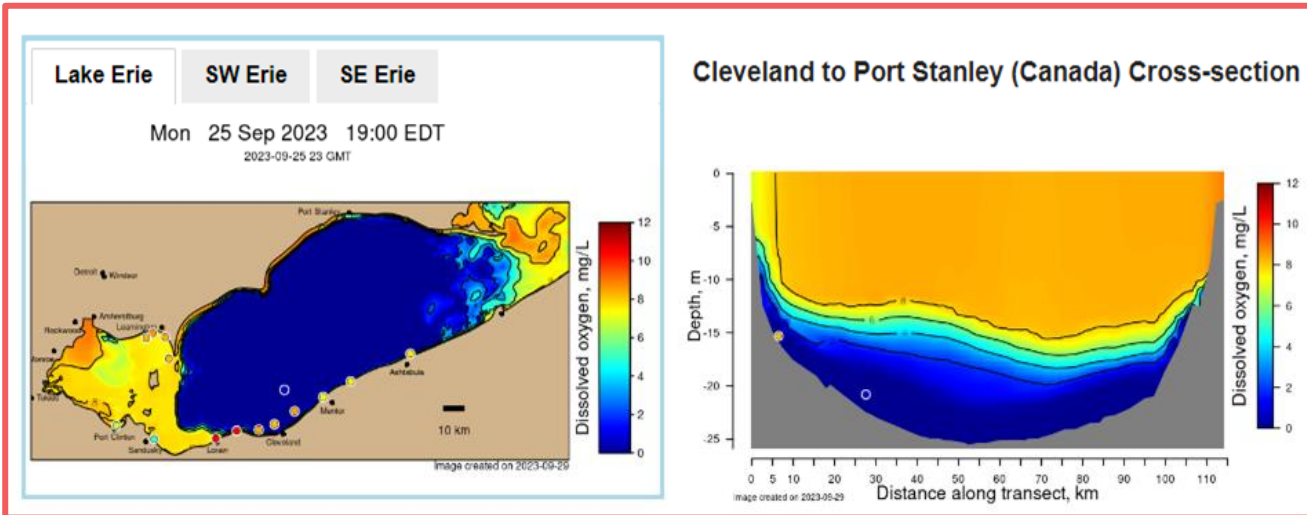 Lake Erie
SW Erie
SE Erie
Mon 25 Sep 2023 19:00 EDT
2023-09-25 23 GMT
Port Stanley
Detroit
Windsor
Amherstburg
Rockwood
Leamington
Monroe
Toledo
Port Clinton
Sandusky
Lorain
Cleveland
Mentor
Ashtabula
10 km
Image created on 2023-09-29
12
10
8
6
4
2
0
Dissolved oxygen, mg/L
Cleveland to Port Stanley (Canada) Cross-section
0
-5
-10
-15
-20
-25
Depth, m
8
6
0 5 10 20 30 40 50 60 70 80 90 100 110
Image created on 2023-09-29
Distance along transect, km
12
10
8
6
4
2
0
Dissolved oxygen, mg/L